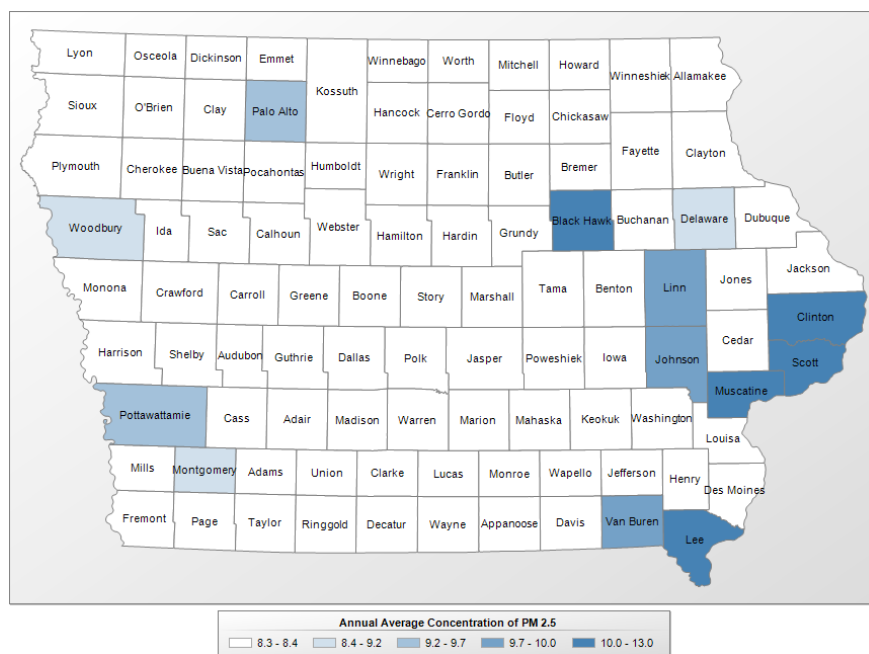 Lyon Osceola Dickinson Emmet Kossuth Winnebago Worth Mitchell Howard Winneshiek Allamakee
Sioux O'Brien Clay Palo Alto Hancock Cerro Gordo Floyd Chickasaw
Plymouth Cherokee Buena Vista Pocahontas Humboldt Wright Franklin Butler Bremer Fayette Clayton
Woodbury Ida Sac Calhoun Webster Hamilton Hardin Grundy Black Hawk Buchanan Delaware Dubuque
Monona Crawford Carroll Greene Boone Story Marshall Tama Benton Linn Jones Jackson
Clinton
Harrison Shelby Audubon Guthrie Dallas Polk Jasper Poweshiek Iowa Johnson Cedar Scott
Muscatine
Pottawattamie Cass Adair Madison Warren Marion Mahaska Keokuk Washington
Louisa
Mills Montgomery Adams Union Clarke Lucas Monroe Wapello Jefferson Henry Des Moines
Fremont Page Taylor Ringgold Decatur Wayne Appanoose Davis Van Buren Lee
Annual Average Concentration of PM 2.5
8.3 - 8.4 8.4 - 9.2 9.2 - 9.7 9.7 - 10.0 10.0 - 13.0